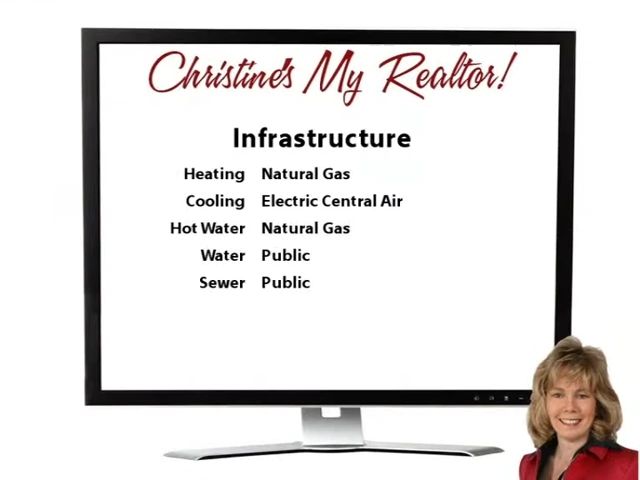 Christine's My Realtor!
Infrastructure
Heating Natural Gas
Cooling Electric Central Air
Hot Water Natural Gas
Water Public
Sewer Public